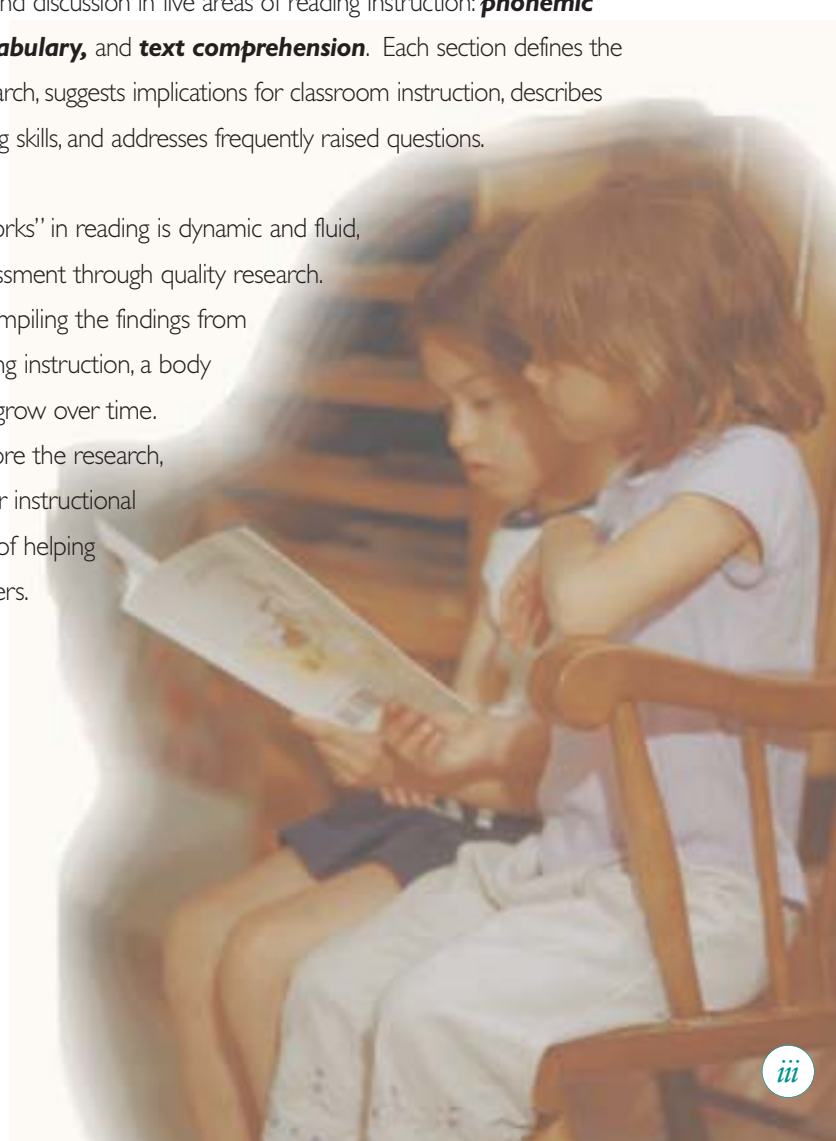 nd discussion in five areas of reading instruction: phonemic
abulary, and text comprehension. Each section defines the
arch, suggests implications for classroom instruction, describes
g skills, and addresses frequently raised questions.
orks” in reading is dynamic and fluid,
ssment through quality research.
mpiling the findings from
ng instruction, a body
grow over time.
ore the research,
r instructional
of helping
ers.
iii